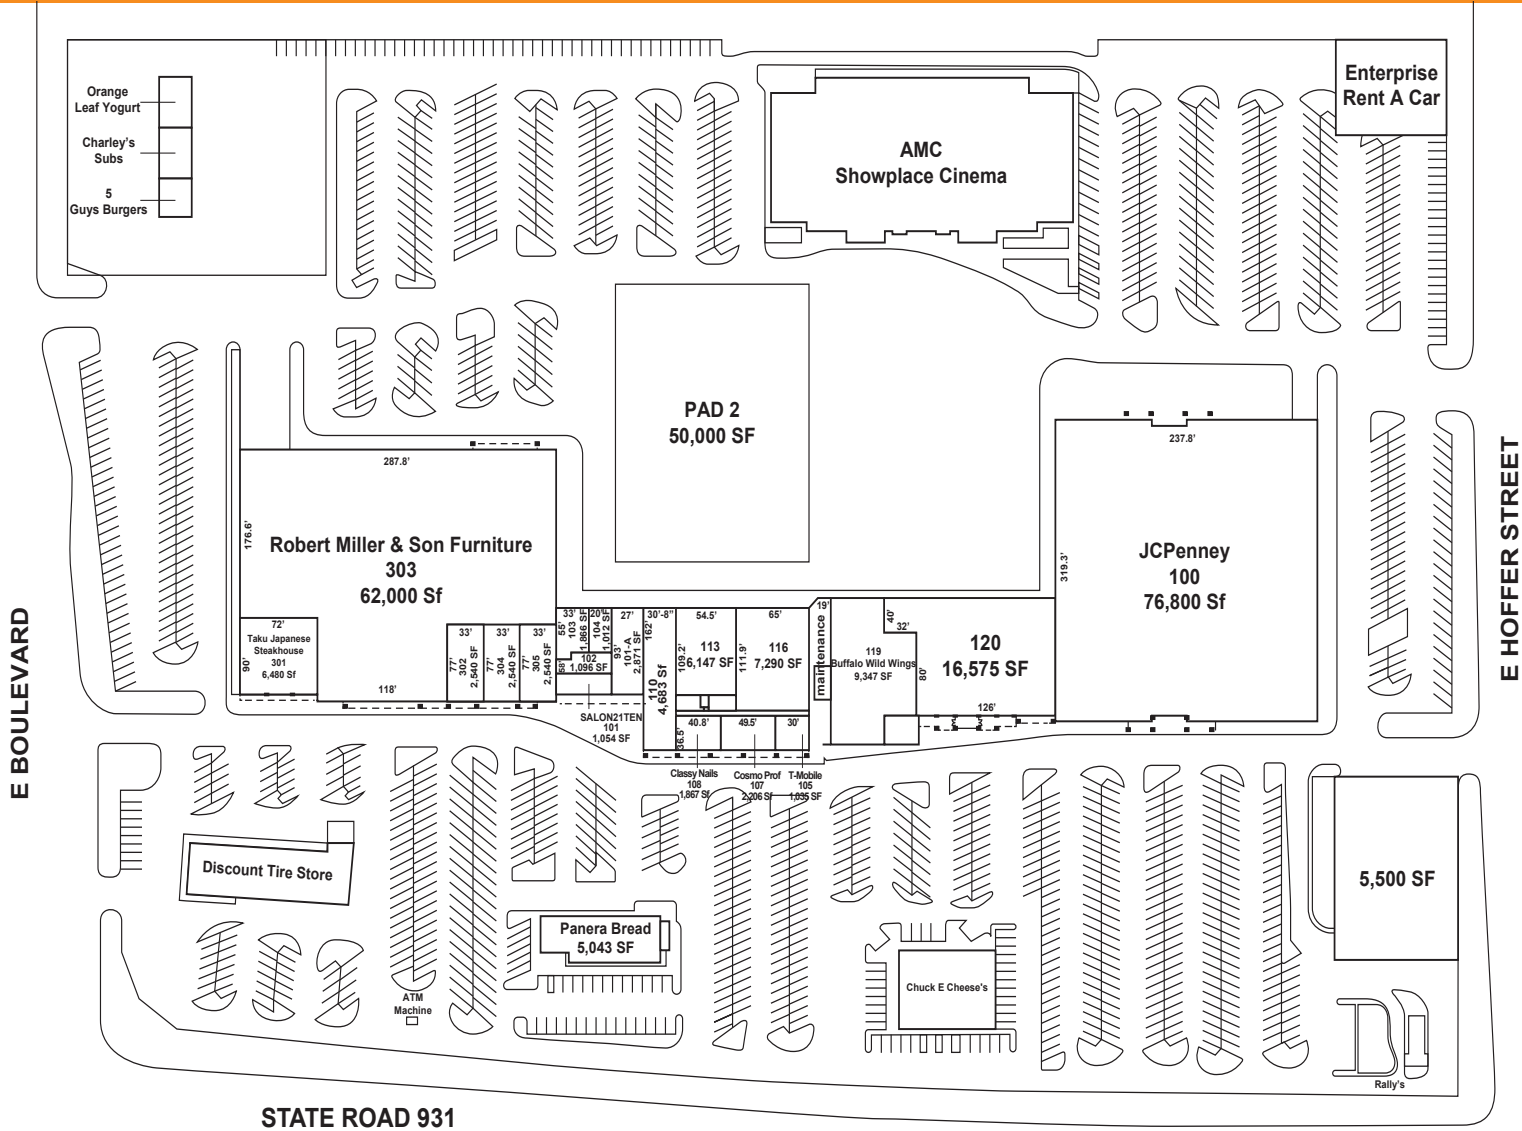 Orange
Leaf Yogurt
Charley's
Subs
5
Guys Burgers
AMC
Showplace Cinema
Enterprise
Rent A Car
PAD 2
50,000 SF
E BOULEVARD
E HOFFER STREET
287.8'
176.6'
Robert Miller & Son Furniture
303
62,000 Sf
72'
90'
Taku Japanese
Steakhouse
301
6,480 Sf
118'
33'
77'
302
2,540 SF
33'
77'
304
2,540 SF
33'
77'
305
2,540 SF
33'
55'
103
1,866 SF
20'
104
1,012 SF
58'
102
1,096 SF
27'
93'
101-A
2,871 SF
SALON21TEN
101
1,054 SF
30'-8"
162'
110
4,683 Sf
54.5'
109.2'
113
6,147 SF
65'
111.9'
116
7,290 SF
36.5'
40.8'
49.5'
30'
Classy Nails
108
1,867 Sf
Cosmo Prof
107
2,206 Sf
T-Mobile
105
1,035 SF
19'
maintenance
40'
32'
80'
119
Buffalo Wild Wings
9,347 SF
120
16,575 SF
126'
237.8'
319.3'
JCPenney
100
76,800 Sf
Discount Tire Store
ATM
Machine
Panera Bread
5,043 SF
Chuck E Cheese's
5,500 SF
Rally's
STATE ROAD 931